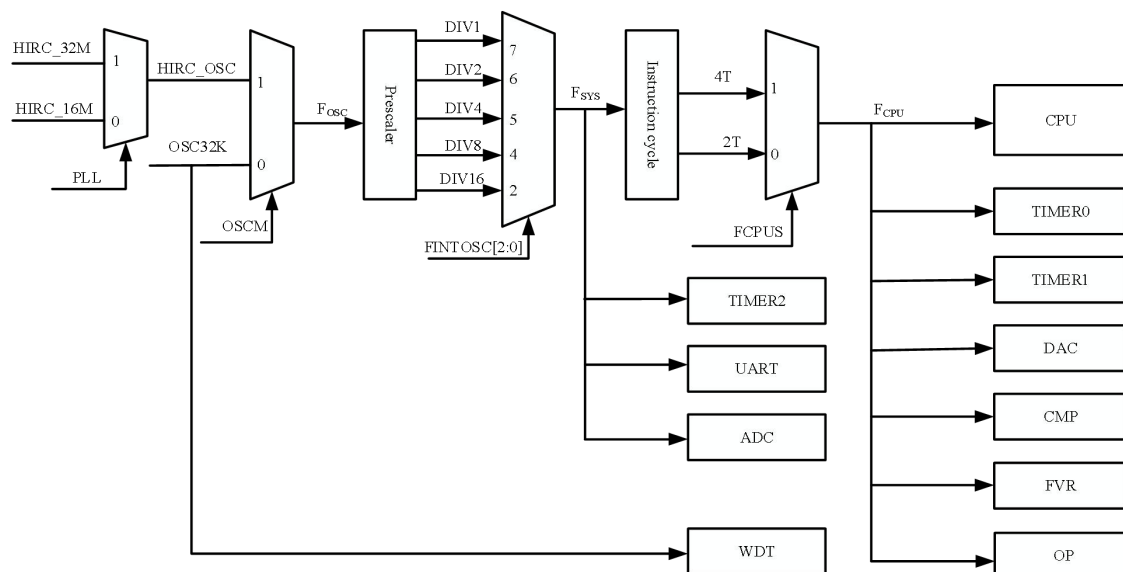 HIRC_32M
HIRC_16M
1
0
PLL
HIRC_OSC
OSC32K
1
0
OSCM
FOSC
Prescaler
DIV1
DIV2
DIV4
DIV8
DIV16
7
6
5
4
2
FINTOSC[2:0]
FSYS
Instruction cycle
4T
2T
1
0
FCPUS
FCPU
CPU
TIMER0
TIMER1
DAC
CMP
FVR
OP
TIMER2
UART
ADC
WDT